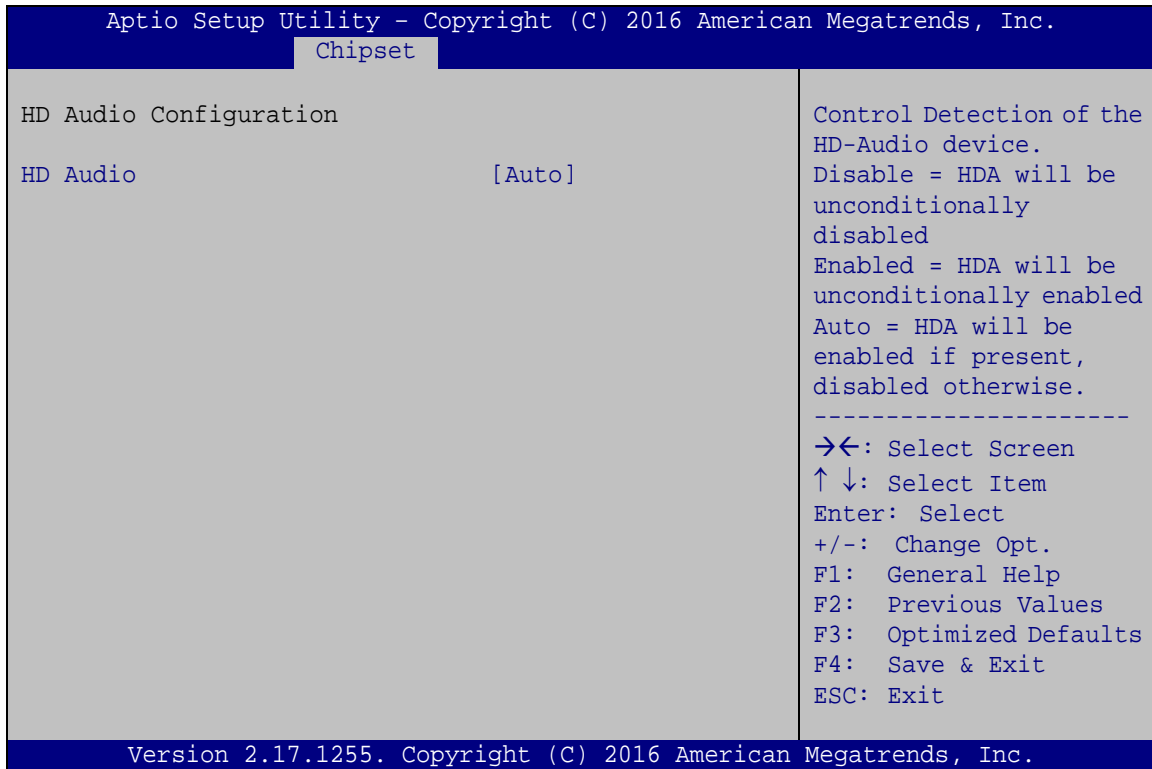 Aptio Setup Utility – Copyright (C) 2016 American Megatrends, Inc.
Chipset
HD Audio Configuration
HD Audio [Auto]
Control Detection of the
HD-Audio device.
Disable = HDA will be
unconditionally
disabled
Enabled = HDA will be
unconditionally enabled
Auto = HDA will be
enabled if present,
disabled otherwise.
----------------------
→←: Select Screen
↑ ↓: Select Item
Enter: Select
+/-: Change Opt.
F1: General Help
F2: Previous Values
F3: Optimized Defaults
F4: Save & Exit
ESC: Exit
Version 2.17.1255. Copyright (C) 2016 American Megatrends, Inc.